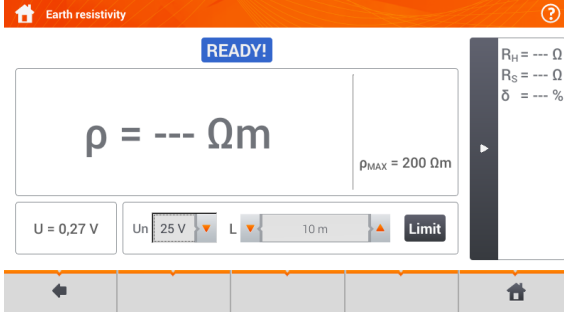 Earth resistivity
?
READY!
ρ = --- Ωm
ρMAX = 200 Ωm
RH = --- Ω
RS = --- Ω
δ = --- %
U = 0,27 V
Un 25 V L 10 m Limit